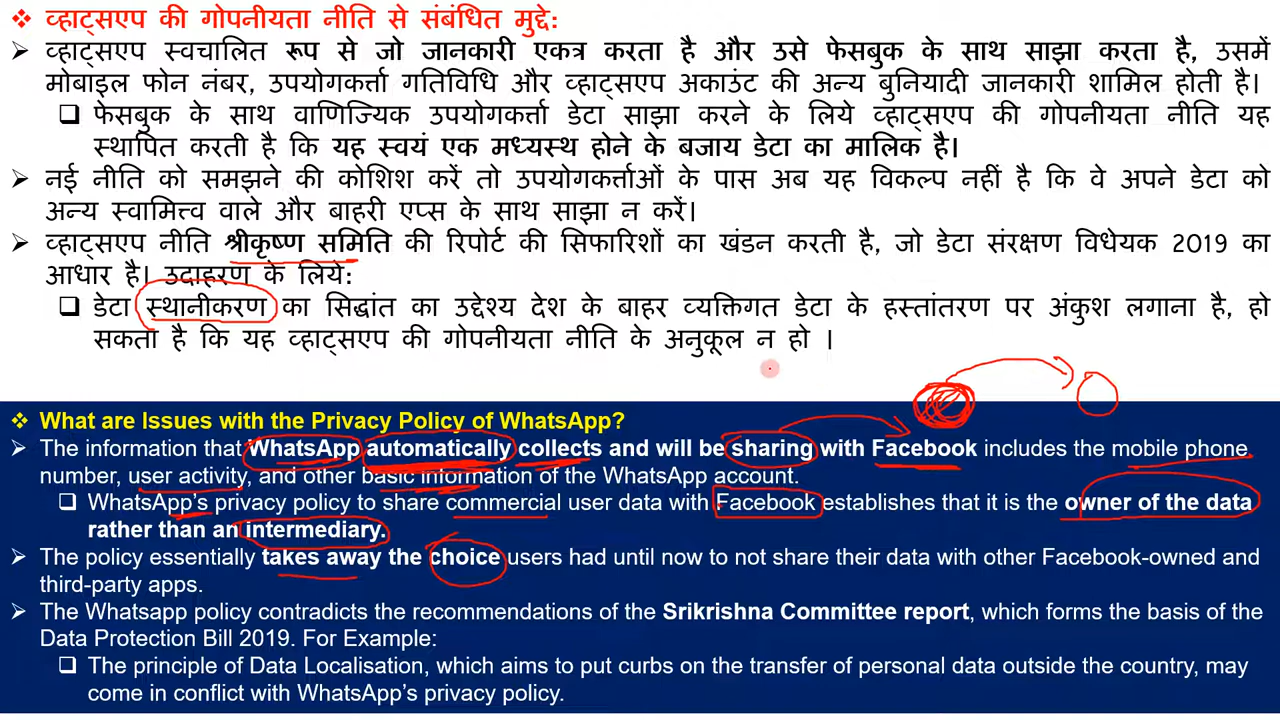 ❖ व्हाट्सएप की गोपनीयता नीति से संबंधित मुद्दे:
➢ व्हाट्सएप स्वचालित रूप से जो जानकारी एकत्र करता है और उसे फेसबुक के साथ साझा करता है, उसमें
मोबाइल फोन नंबर, उपयोगकर्त्ता गतिविधि और व्हाट्सएप अकाउंट की अन्य बुनियादी जानकारी शामिल होती है।
❑ फेसबुक के साथ वाणिज्यिक उपयोगकर्त्ता डेटा साझा करने के लिये व्हाट्सएप की गोपनीयता नीति यह
स्थापित करती है कि यह स्वयं एक मध्यस्थ होने के बजाय डेटा का मालिक है।
➢ नई नीति को समझने की कोशिश करें तो उपयोगकर्त्ताओं के पास अब यह विकल्प नहीं है कि वे अपने डेटा को
अन्य स्वामित्त्व वाले और बाहरी एप्स के साथ साझा न करें।
➢ व्हाट्सएप नीति श्रीकृष्ण समिति की रिपोर्ट की सिफारिशों का खंडन करती है, जो डेटा संरक्षण विधेयक 2019 का
आधार है। उदाहरण के लिये:
❑ डेटा स्थानीकरण का सिद्धांत का उद्देश्य देश के बाहर व्यक्तिगत डेटा के हस्तांतरण पर अंकुश लगाना है, हो
सकता है कि यह व्हाट्सएप की गोपनीयता नीति के अनुकूल न हो ।
❖ What are Issues with the Privacy Policy of WhatsApp?
➢ The information that WhatsApp automatically collects and will be sharing with Facebook includes the mobile phone
number, user activity, and other basic information of the WhatsApp account.
❑ WhatsApp's privacy policy to share commercial user data with Facebook establishes that it is the owner of the data
rather than an intermediary.
➢ The policy essentially takes away the choice users had until now to not share their data with other Facebook-owned and
third-party apps.
➢ The Whatsapp policy contradicts the recommendations of the Srikrishna Committee report, which forms the basis of the
Data Protection Bill 2019. For Example:
❑ The principle of Data Localisation, which aims to put curbs on the transfer of personal data outside the country, may
come in conflict with WhatsApp's privacy policy.